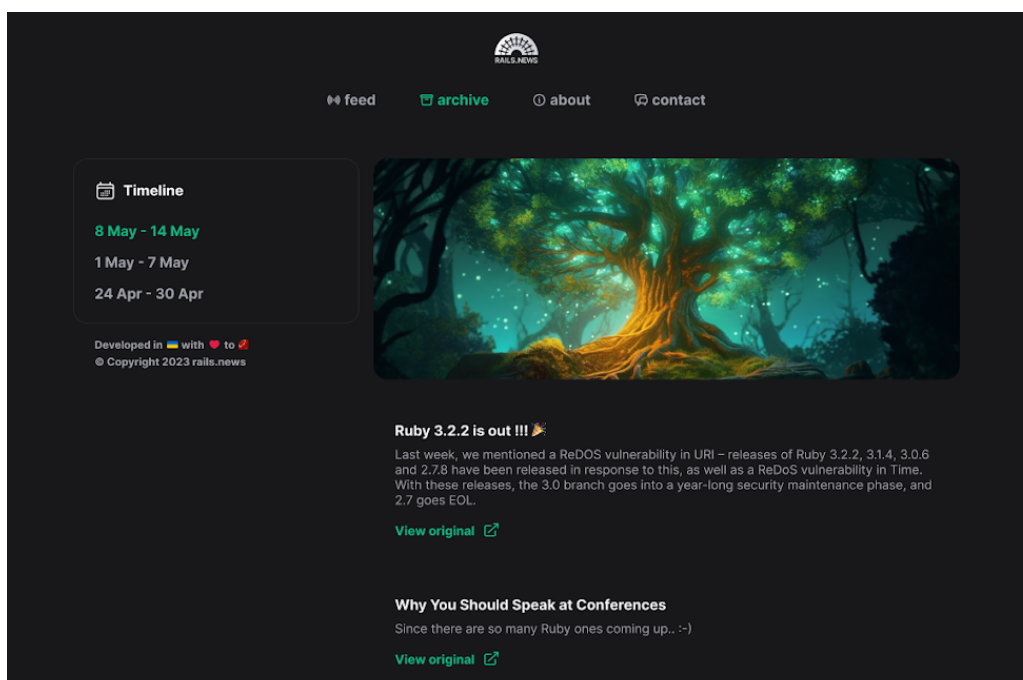 RAILS.NEWS
feed archive about contact
Timeline
8 May - 14 May
1 May - 7 May
24 Apr - 30 Apr
Developed in 🇺🇦 with ❤️ to
© Copyright 2023 rails.news
Ruby 3.2.2 is out !!! 🎉
Last week, we mentioned a ReDOS vulnerability in URI – releases of Ruby 3.2.2, 3.1.4, 3.0.6
and 2.7.8 have been released in response to this, as well as a ReDoS vulnerability in Time.
With these releases, the 3.0 branch goes into a year-long security maintenance phase, and
2.7 goes EOL.
View original
Why You Should Speak at Conferences
Since there are so many Ruby ones coming up.. :-)
View original